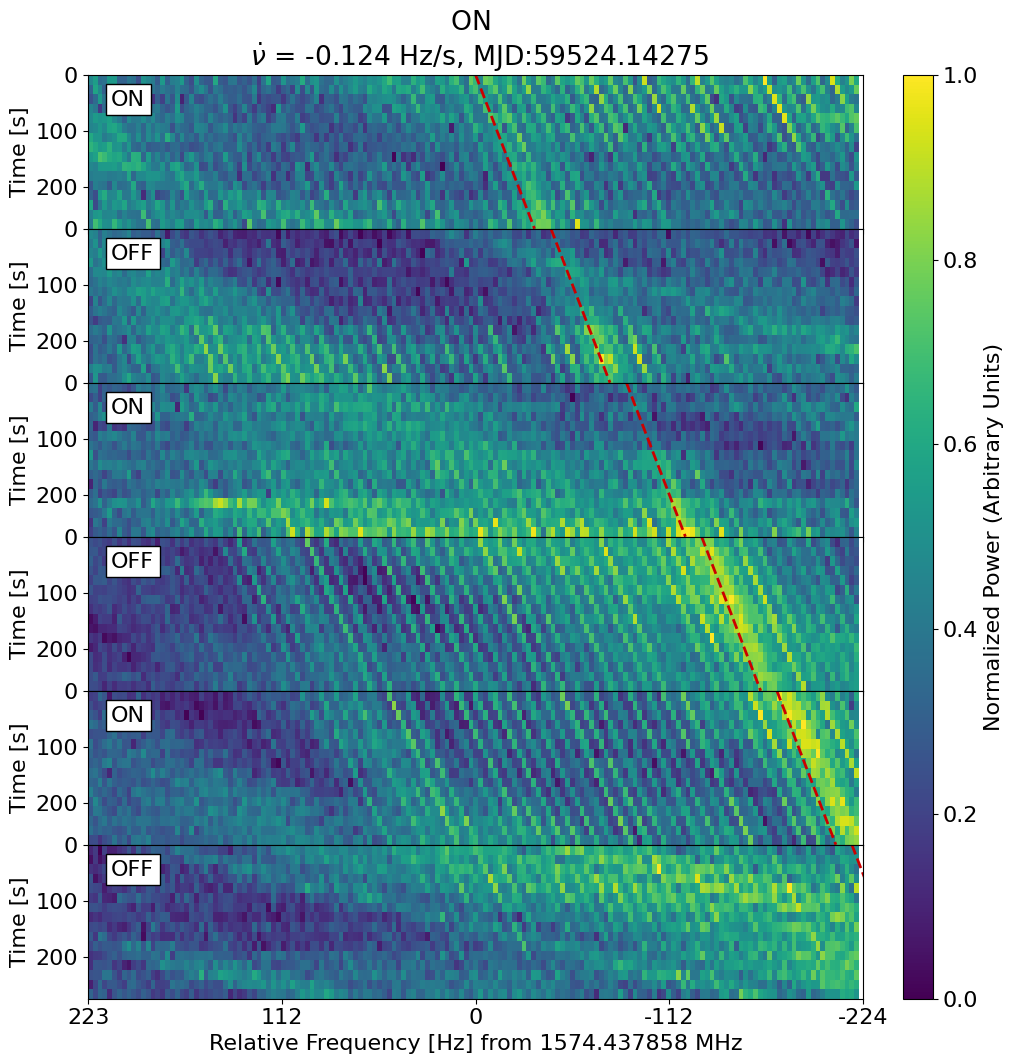 ON
ν̇ = -0.124 Hz/s, MJD:59524.14275
0
ON
100
200
Time [s]
0
OFF
100
200
Time [s]
0
ON
100
200
Time [s]
0
OFF
100
200
Time [s]
0
ON
100
200
Time [s]
0
OFF
100
200
Time [s]
223 112 0 -112 -224
Relative Frequency [Hz] from 1574.437858 MHz
1.0
0.8
0.6
0.4
0.2
0.0
Normalized Power (Arbitrary Units)